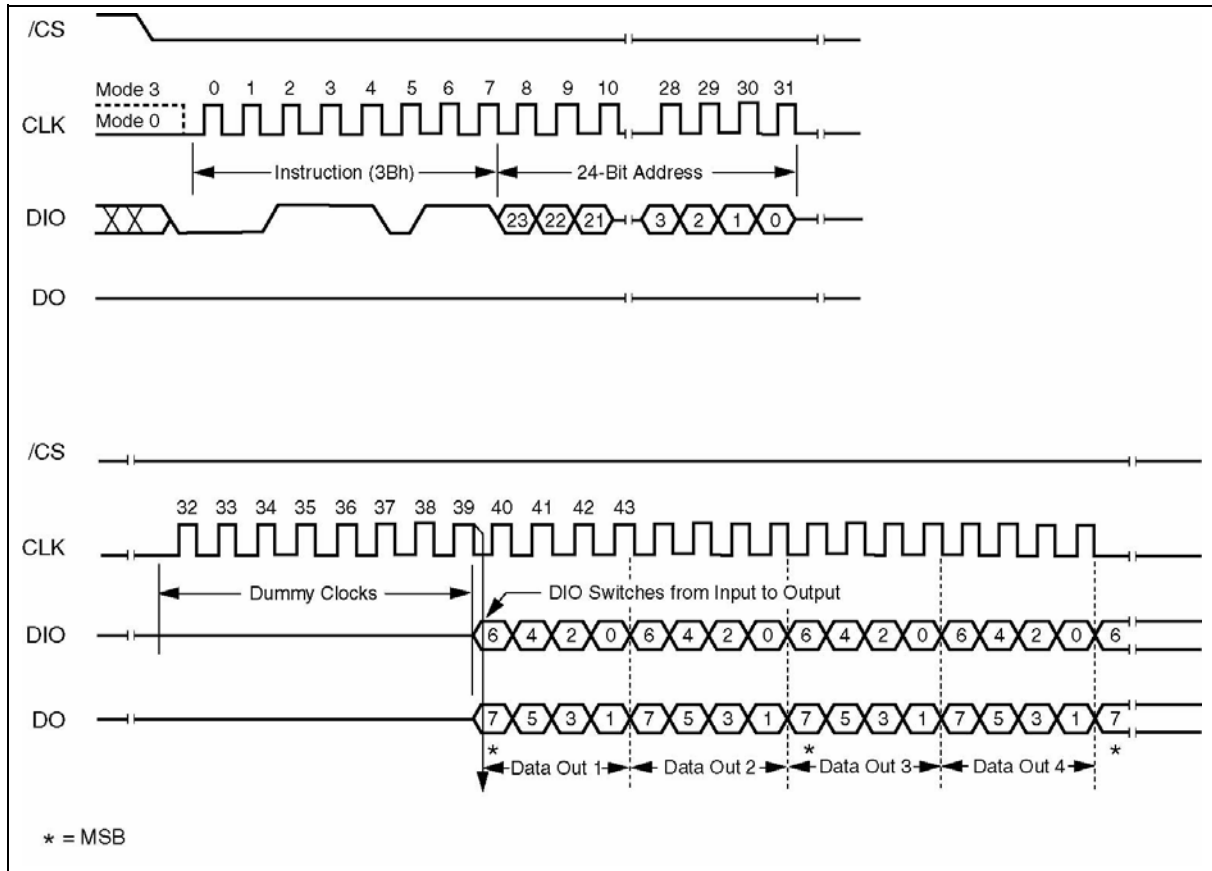 /CS
Mode 3
0 1 2 3 4 5 6 7 8 9 10 28 29 30 31
CLK
Mode 0
Instruction (3Bh)
24-Bit Address
DIO
23 22 21 3 2 1 0
DO
/CS
32 33 34 35 36 37 38 39 40 41 42 43
CLK
Dummy Clocks
DIO Switches from Input to Output
DIO
6 4 2 0 6 4 2 0 6 4 2 0 6 4 2 0 6
DO
7 5 3 1 7 5 3 1 7 5 3 1 7 5 3 1 7
* * *
Data Out 1 Data Out 2 Data Out 3 Data Out 4
* = MSB